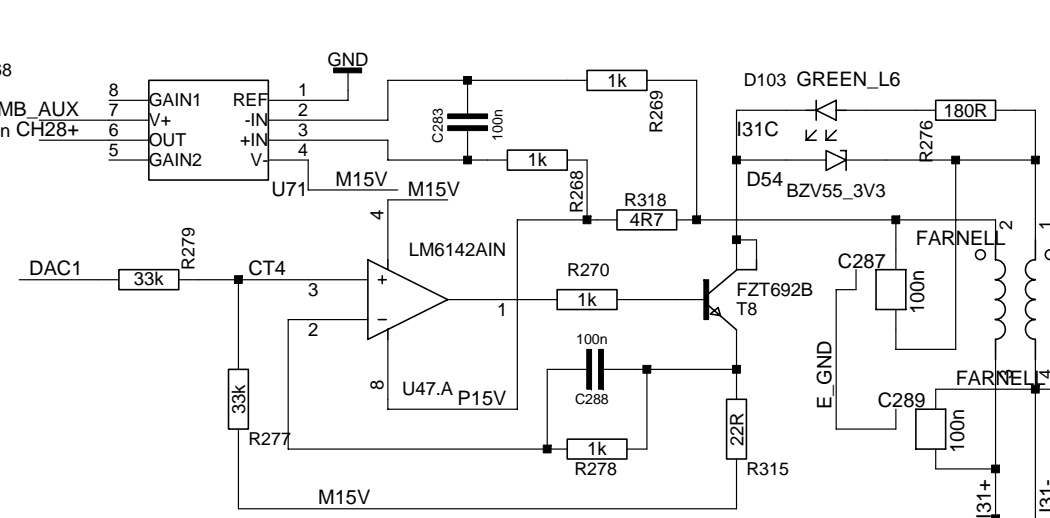 68
GND
D103 GREEN_L6
8 GAIN1 REF 1
MB_AUX 7 V+ -IN 2
n CH28+ 6 OUT +IN 3
5 GAIN2 V- 4
U71
M15V
C283
100n
1k
R269
1k
R268
I31C
180R
R276
D54
BZV55_3V3
M15V
4
R318
4R7
LM6142AIN
DAC1
33k
R279
CT4
+
3
−
2
1
8
U47.A
P15V
R270
1k
FZT692B
T8
FARNELL
2
1
C287
100n
E_GND
100n
C288
33k
R277
1k
R278
22R
R315
FARNELL
3
4
C289
100n
M15V
I31+
I31-